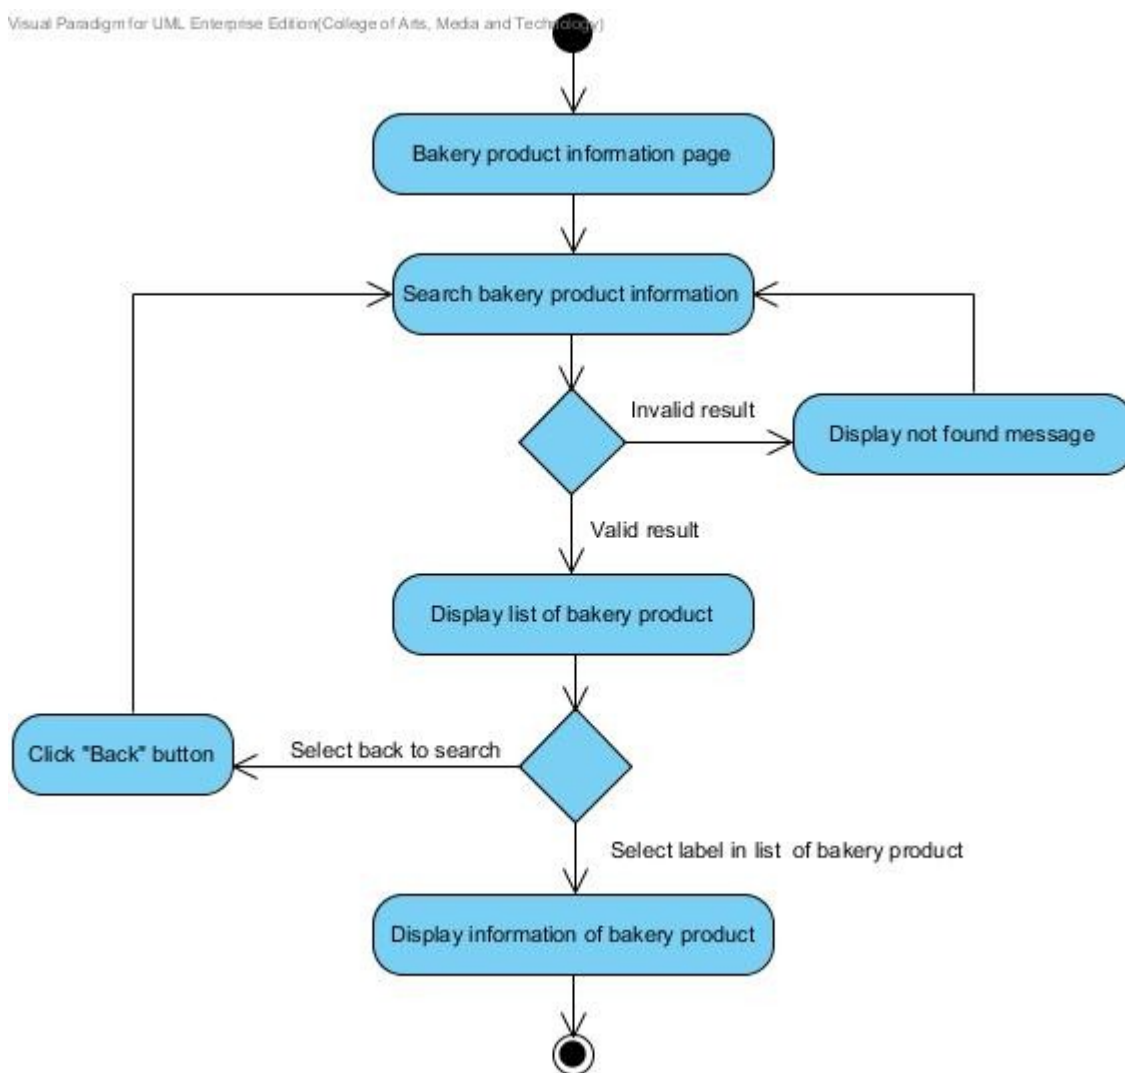 Visual Paradigm for UML Enterprise Edition(College of Arts, Media and Technology)
Bakery product information page
Search bakery product information
Invalid result
Display not found message
Valid result
Display list of bakery product
Select back to search
Click "Back" button
Select label in list of bakery product
Display information of bakery product